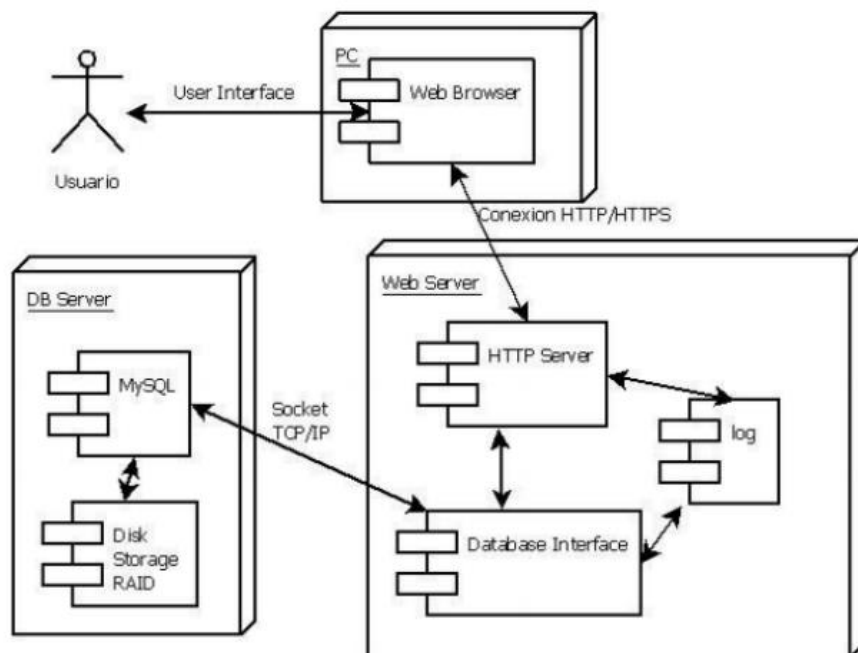 PC
Web Browser
User Interface
Usuario
Conexion HTTP/HTTPS
DB Server
MySQL
Disk
Storage
RAID
Socket
TCP/IP
Web Server
HTTP Server
log
Database Interface